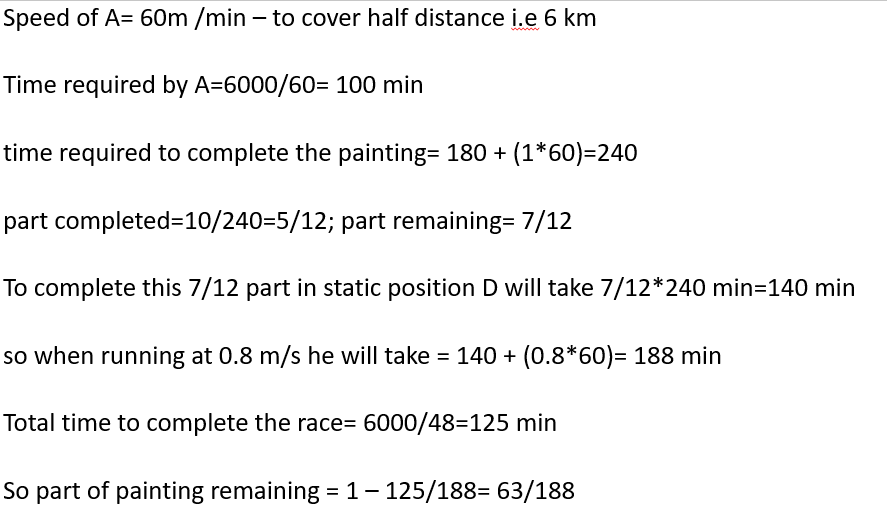 Speed of A= 60m /min – to cover half distance i.e 6 km
Time required by A=6000/60= 100 min
time required to complete the painting= 180 + (1*60)=240
part completed=10/240=5/12; part remaining= 7/12
To complete this 7/12 part in static position D will take 7/12*240 min=140 min
so when running at 0.8 m/s he will take = 140 + (0.8*60)= 188 min
Total time to complete the race= 6000/48=125 min
So part of painting remaining = 1 – 125/188= 63/188